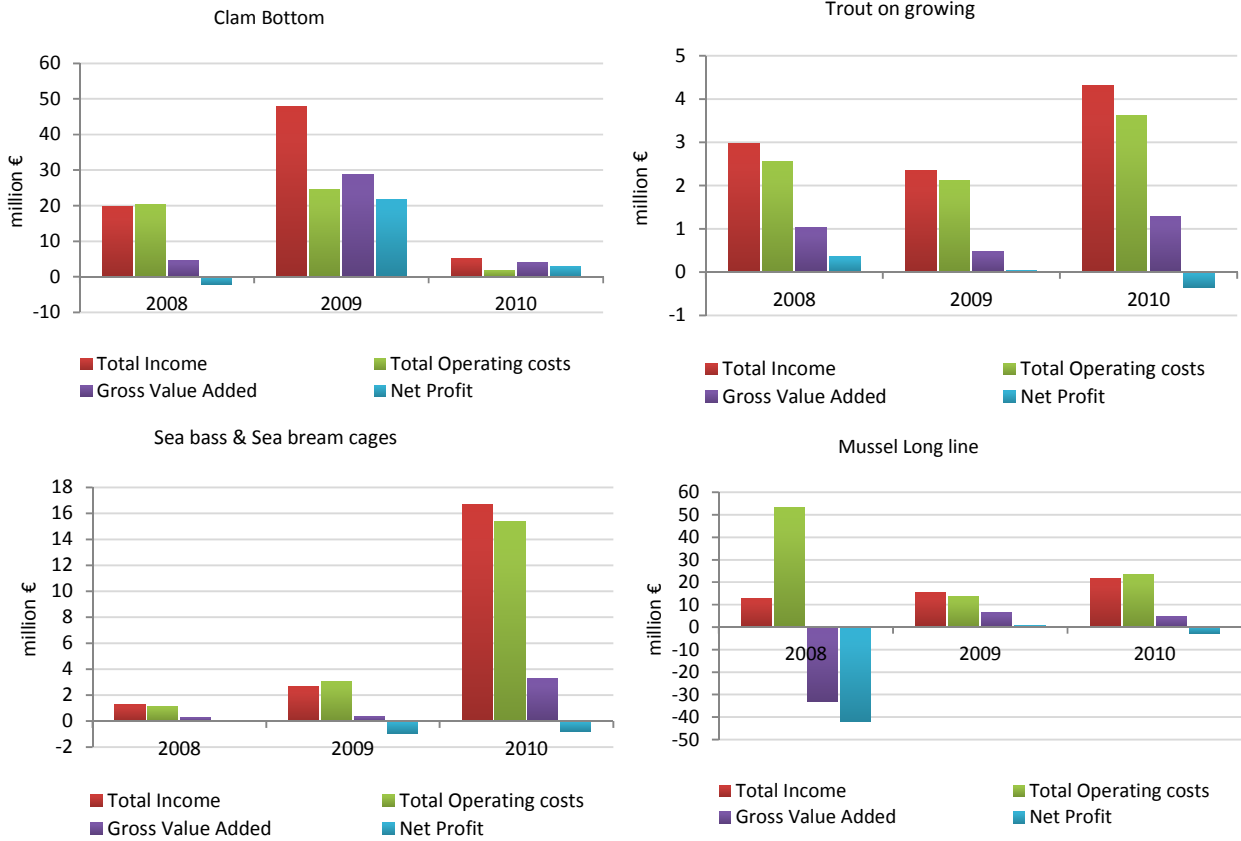 Clam Bottom
60
50
40
30
20
10
0
-10
million €
2008
2009
2010
Total Income
Total Operating costs
Gross Value Added
Net Profit
Trout on growing
5
4
3
2
1
0
-1
million €
2008
2009
2010
Total Income
Total Operating costs
Gross Value Added
Net Profit
Sea bass & Sea bream cages
18
16
14
12
10
8
6
4
2
0
-2
million €
2008
2009
2010
Total Income
Total Operating costs
Gross Value Added
Net Profit
Mussel Long line
60
50
40
30
20
10
0
-10
-20
-30
-40
-50
million €
2008
2009
2010
Total Income
Total Operating costs
Gross Value Added
Net Profit